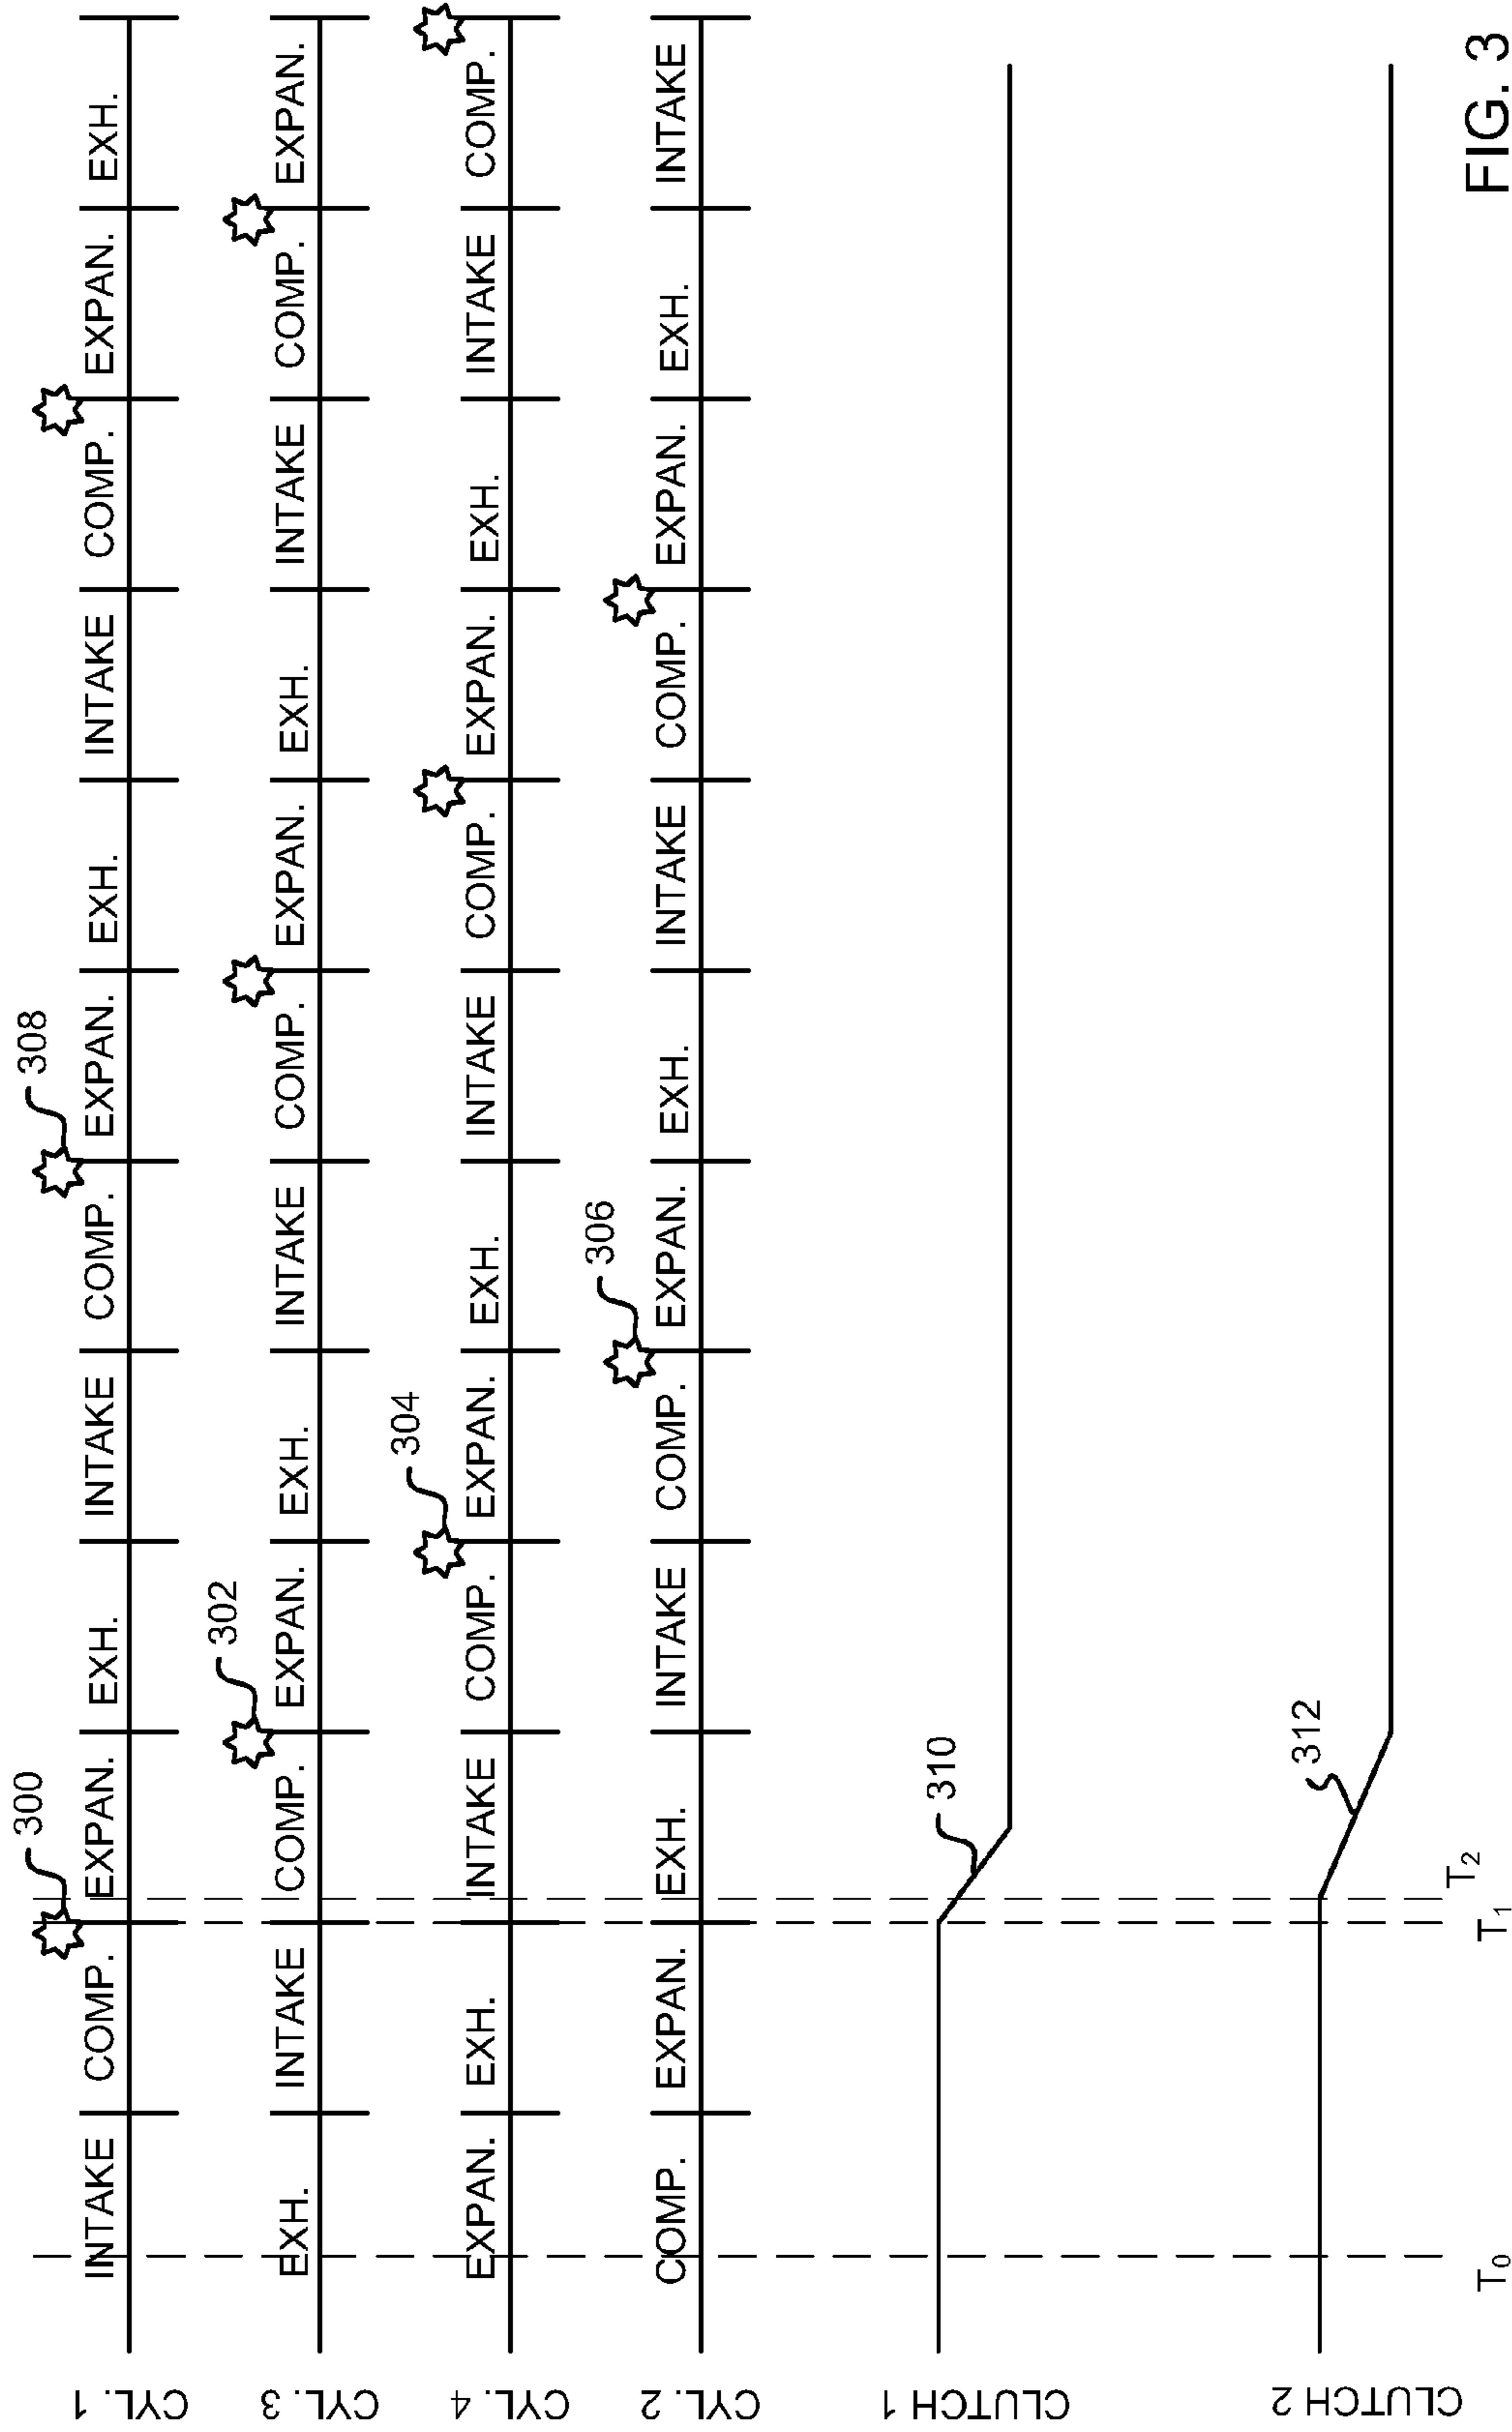 300 308
CYL. 1 INTAKE COMP. EXPAN. EXH. INTAKE COMP. EXPAN. EXH. INTAKE COMP. EXPAN. EXH.
302
CYL. 3 EXH. INTAKE COMP. EXPAN. EXH. INTAKE COMP. EXPAN. EXH. INTAKE COMP. EXPAN.
304
CYL. 4 EXPAN. EXH. INTAKE COMP. EXPAN. EXH. INTAKE COMP. EXPAN. EXH. INTAKE COMP.
306
CYL. 2 COMP. EXPAN. EXH. INTAKE COMP. EXPAN. EXH. INTAKE COMP. EXPAN. EXH. INTAKE
310
CLUTCH 1
312
CLUTCH 2
T0 T1 T2
FIG. 3